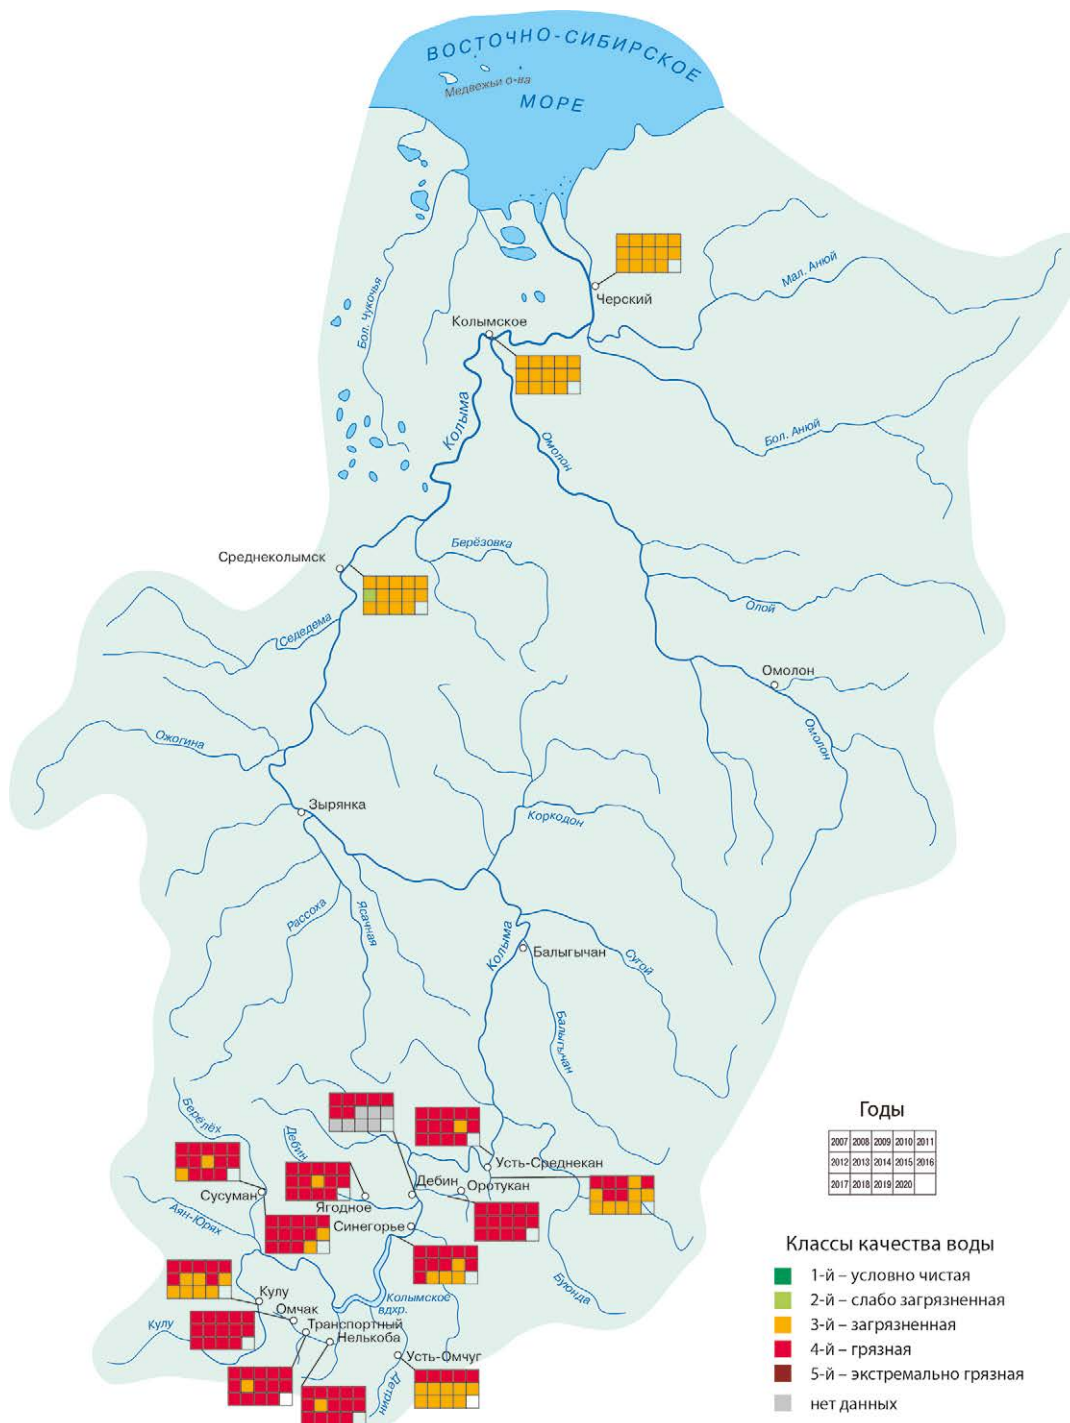 ВОСТОЧНО-СИБИРСКОЕ
Медвежьи о-ва
МОРЕ
Мал. Анюй
Черский
Бол. Чукочья
Колымское
Колыма
Омолон
Бол. Анюй
Берёзовка
Среднеколымск
Олой
Седедема
Омолон
Ожогина
Омолон
Зырянка
Коркодон
Рассоха
Ясачная
Колыма
Балыгычан
Сугой
Балыгычан
Берёлёх
Дебин
Усть-Среднекан
Дебин
Оротукан
Сусуман
Ягодное
Синегорье
Аян-Юрях
Буюнда
Колымское
вдхр.
Кулу
Омчак
Транспортный
Кулу
Нелькоба
Усть-Омчуг
Детрин
Годы
2007 2008 2009 2010 2011
2012 2013 2014 2015 2016
2017 2018 2019 2020
Классы качества воды
1-й – условно чистая
2-й – слабо загрязненная
3-й – загрязненная
4-й – грязная
5-й – экстремально грязная
нет данных